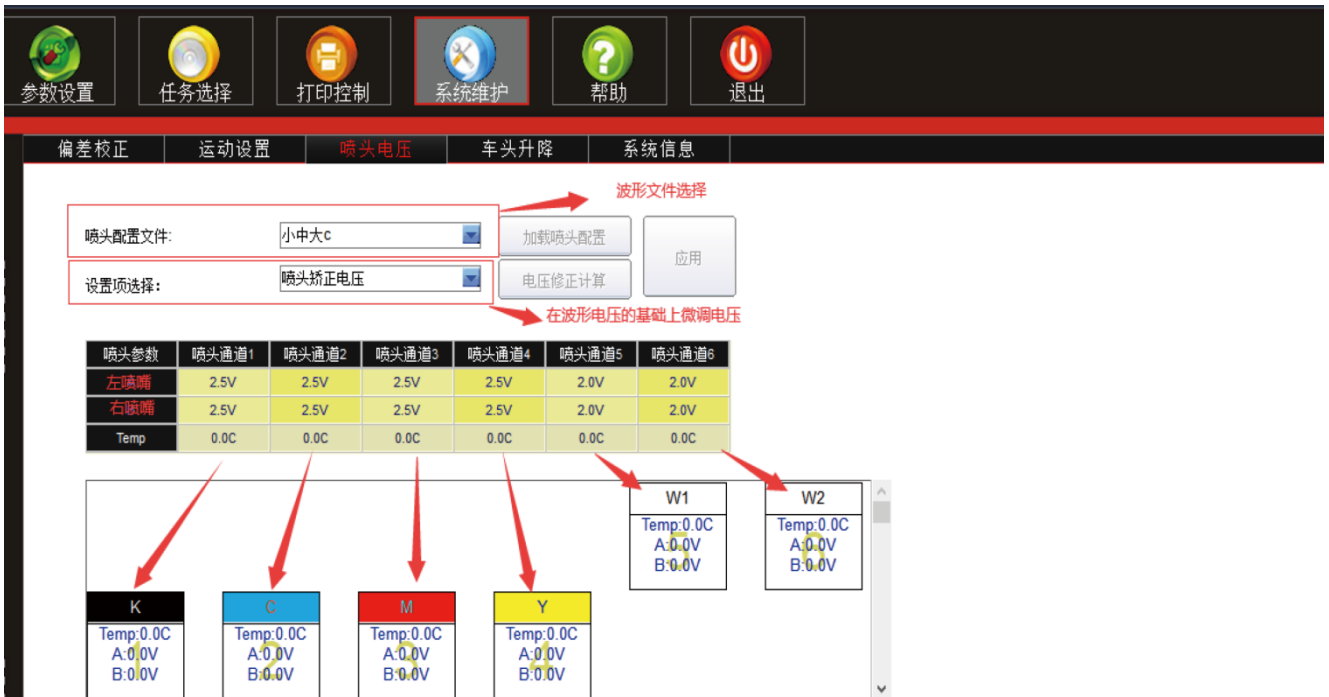 参数设置 任务选择 打印控制 系统维护 帮助 退出
偏差校正 运动设置 喷头电压 车头升降 系统信息
波形文件选择
喷头配置文件: 小中大c 加载喷头配置
应用
设置项选择： 喷头矫正电压 电压修正计算
在波形电压的基础上微调电压
喷头参数 喷头通道1 喷头通道2 喷头通道3 喷头通道4 喷头通道5 喷头通道6
左喷嘴 2.5V 2.5V 2.5V 2.5V 2.0V 2.0V
右喷嘴 2.5V 2.5V 2.5V 2.5V 2.0V 2.0V
Temp 0.0C 0.0C 0.0C 0.0C 0.0C 0.0C
W1 W2
Temp:0.0C Temp:0.0C
A:0.0V A:0.0V
5 6
B:0.0V B:0.0V
K C M Y
Temp:0.0C Temp:0.0C Temp:0.0C Temp:0.0C
A:0.0V A:0.0V A:0.0V A:0.0V
1 2 3 4
B:0.0V B:0.0V B:0.0V B:0.0V